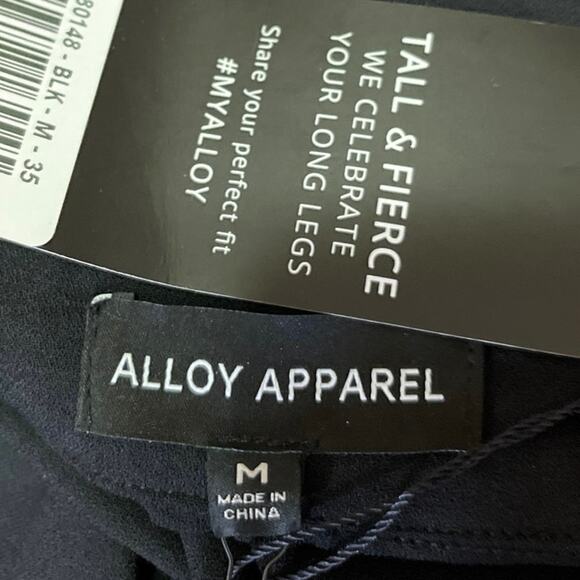 80148 - BLK - M - 35
TALL & FIERCE
WE CELEBRATE
YOUR LONG LEGS
Share your perfect fit
#MYALLOY
ALLOY APPAREL
M
MADE IN
CHINA